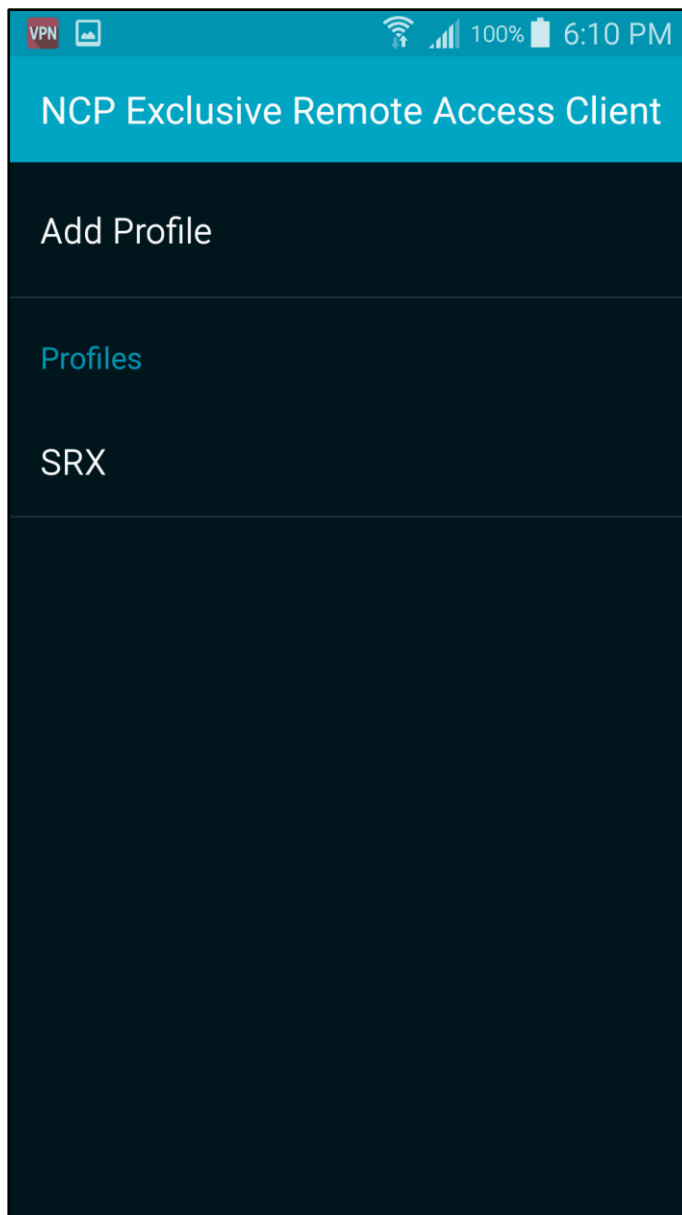 VPN 100% 6:10 PM
NCP Exclusive Remote Access Client
Add Profile
Profiles
SRX